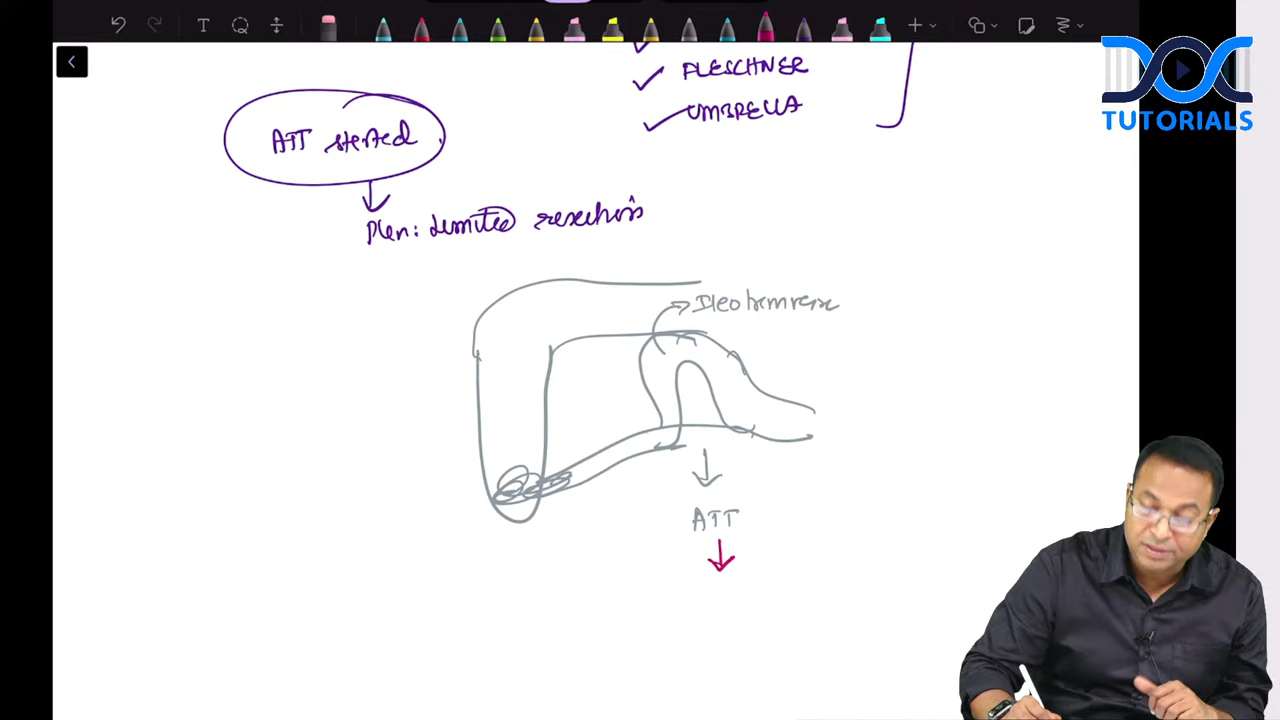 T
FLESCHNER
UMBRELLA
TUTORIALS
ATT started
Plan: Limited resection
Ileotransverse
ATT